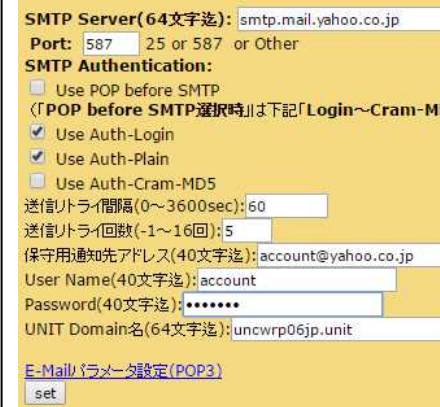 SMTP Server(64文字迄): smtp.mail.yahoo.co.jp
Port: 587 25 or 587 or Other
SMTP Authentication:
Use POP before SMTP
〈「POP before SMTP選択時」は下記「Login～Cram-M
Use Auth-Login
Use Auth-Plain
Use Auth-Cram-MD5
送信リトライ間隔(0～3600sec): 60
送信リトライ回数(-1～16回): 5
保守用通知先アドレス(40文字迄): account@yahoo.co.jp
User Name(40文字迄): account
Password(40文字迄): •••••••
UNIT Domain名(64文字迄): uncwrp06jp.unit
E-Mailパラメータ設定(POP3)
set